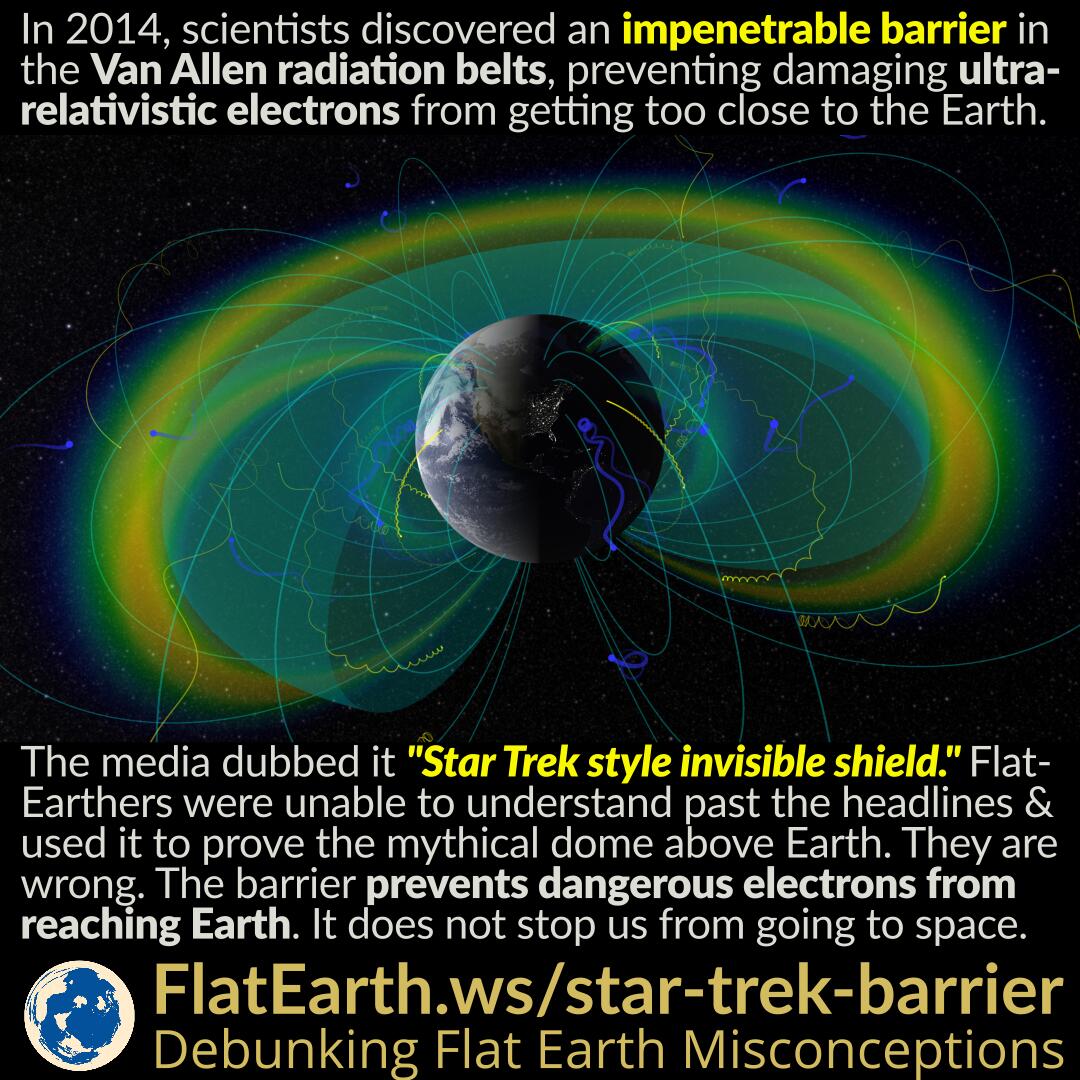 In 2014, scientists discovered an impenetrable barrier in
the Van Allen radiation belts, preventing damaging ultra-
relativistic electrons from getting too close to the Earth.
The media dubbed it "Star Trek style invisible shield." Flat-
Earthers were unable to understand past the headlines &
used it to prove the mythical dome above Earth. They are
wrong. The barrier prevents dangerous electrons from
reaching Earth. It does not stop us from going to space.
FlatEarth.ws/star-trek-barrier
Debunking Flat Earth Misconceptions